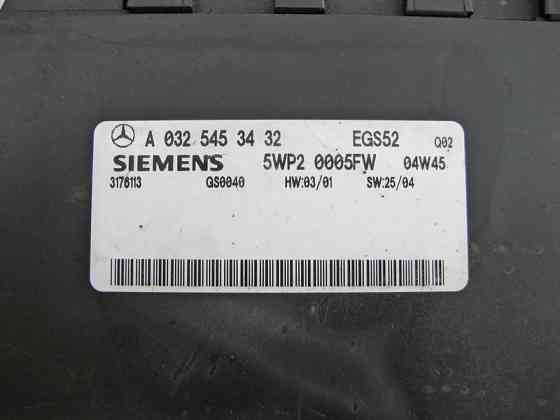 A 032 545 34 32 EGS52 Q02
SIEMENS 5WP2 0005FW 04W45
3176113 QS0040 HW:03/01 SW:25/04